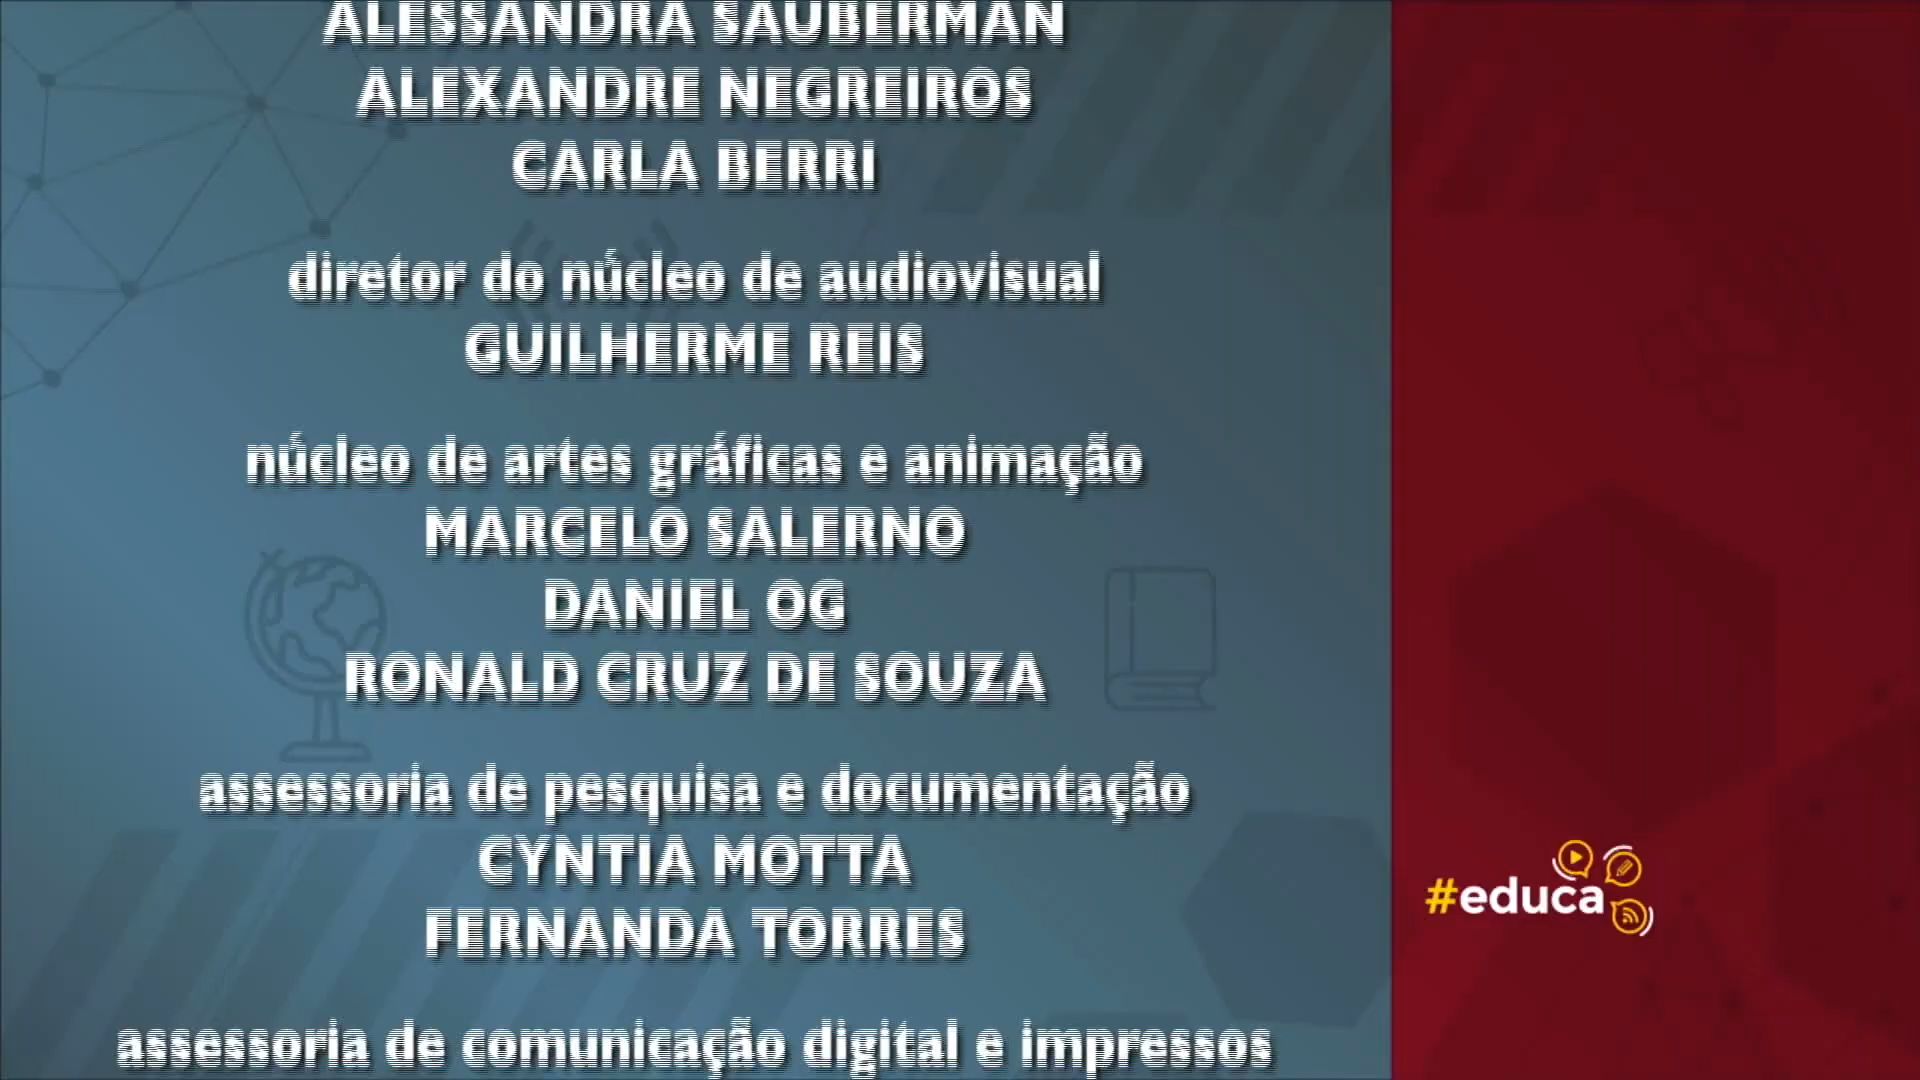 ALESSANDRA SAUBERMAN
ALEXANDRE NEGREIROS
CARLA BERRI
diretor do núcleo de audiovisual
GUILHERME REIS
núcleo de artes gráficas e animação
MARCELO SALERNO
DANIEL OG
RONALD CRUZ DE SOUZA
assessoria de pesquisa e documentação
CYNTIA MOTTA
FERNANDA TORRES
assessoria de comunicação digital e impressos
#educa